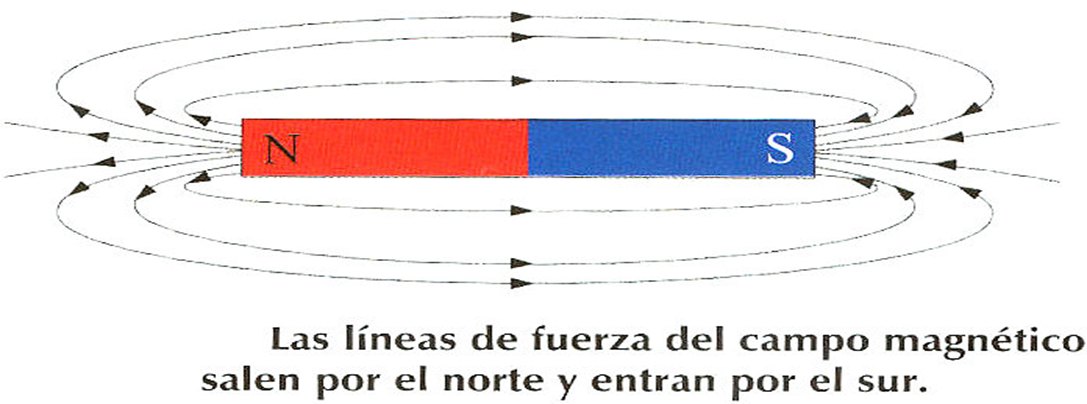 N S
Las líneas de fuerza del campo magnético
salen por el norte y entran por el sur.